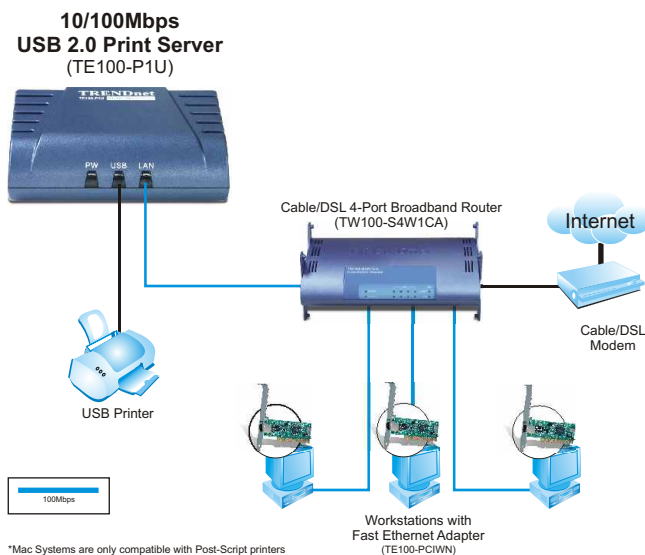 10/100Mbps
USB 2.0 Print Server
(TE100-P1U)
TRENDnet
TE100-P1U
PW USB LAN
Cable/DSL 4-Port Broadband Router
(TW100-S4W1CA)
Internet
Cable/DSL
Modem
USB Printer
100Mbps
Workstations with
Fast Ethernet Adapter
(TE100-PCIWN)
*Mac Systems are only compatible with Post-Script printers